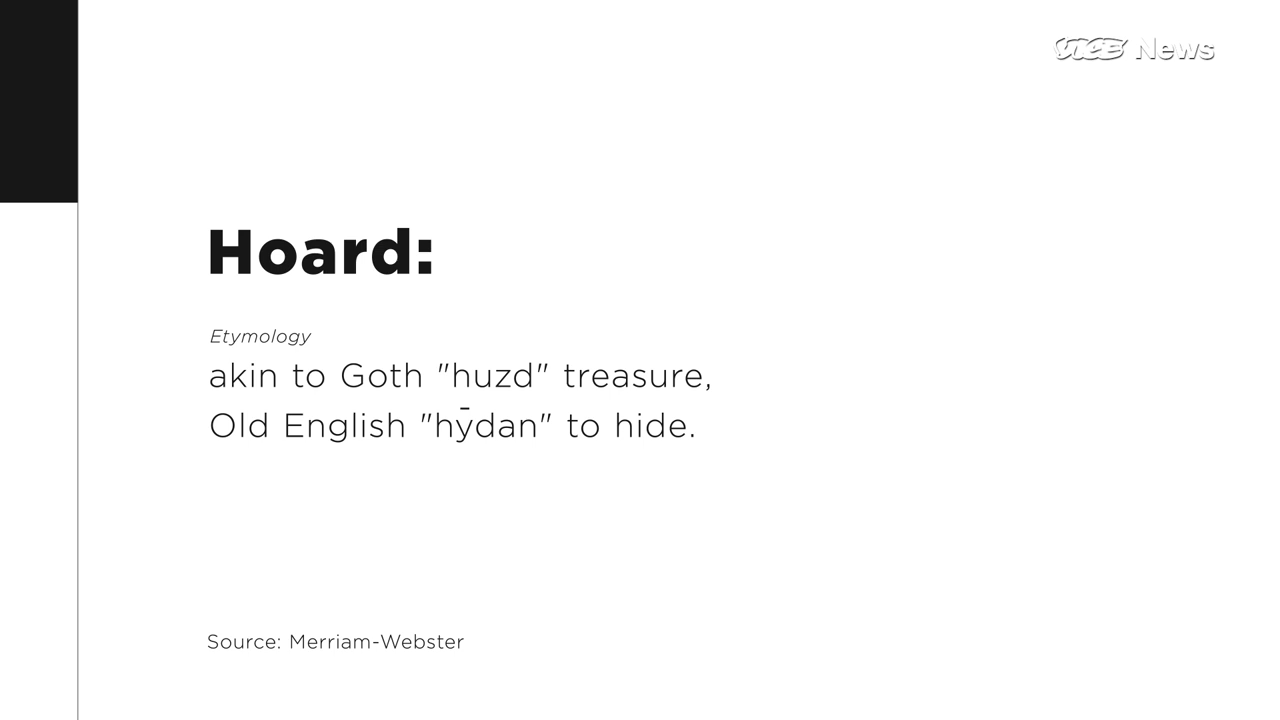 VICE News
Hoard:
Etymology
akin to Goth "huzd" treasure,
Old English "hȳdan" to hide.
Source: Merriam-Webster